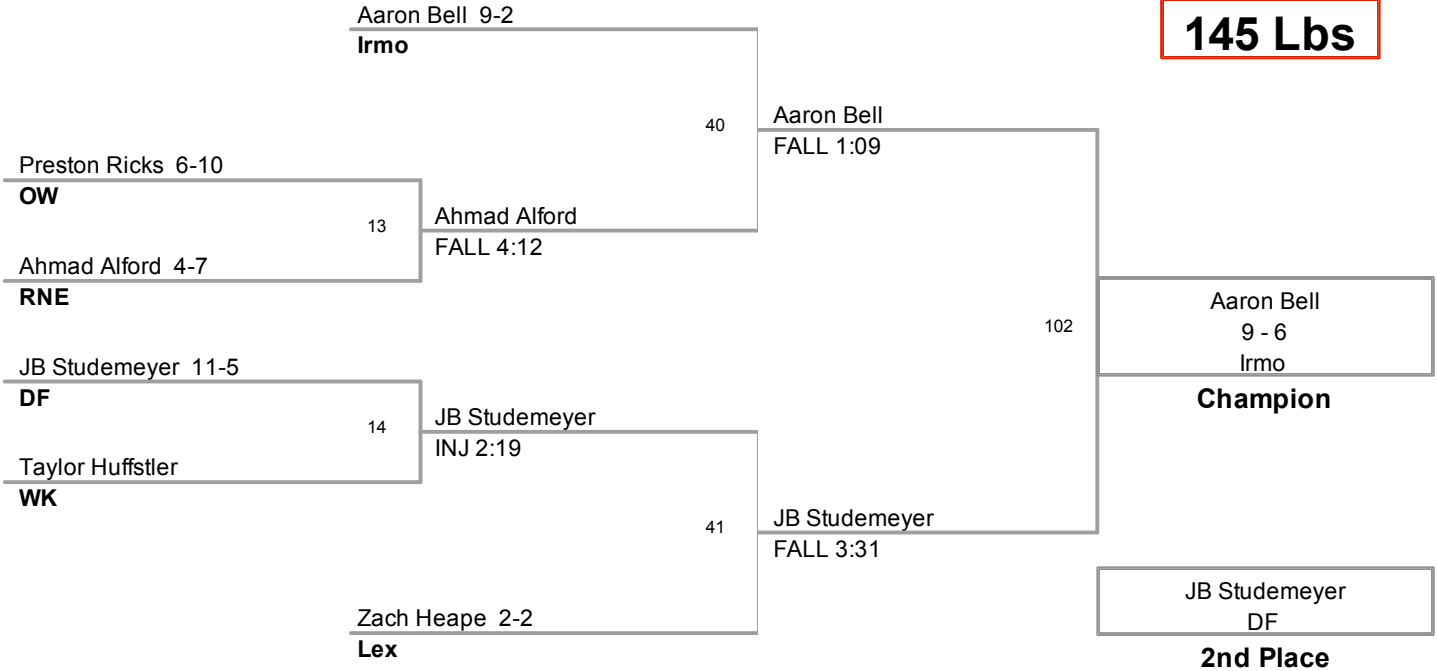 Aaron Bell 9-2
Irmo
145 Lbs
40
Aaron Bell
FALL 1:09
Preston Ricks 6-10
OW
13
Ahmad Alford
FALL 4:12
Ahmad Alford 4-7
RNE
102
Aaron Bell
9 - 6
Irmo
Champion
JB Studemeyer 11-5
DF
14
JB Studemeyer
INJ 2:19
Taylor Huffstler
WK
41
JB Studemeyer
FALL 3:31
Zach Heape 2-2
Lex
JB Studemeyer
DF
2nd Place